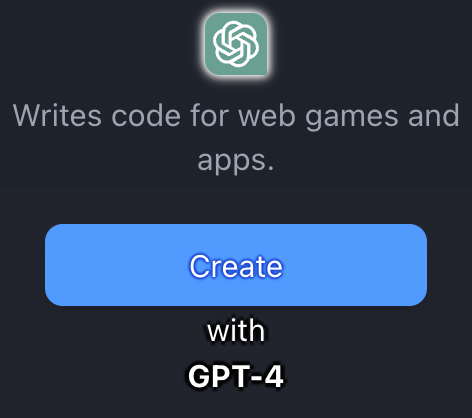 Writes code for web games and
apps.
Create
with
GPT-4